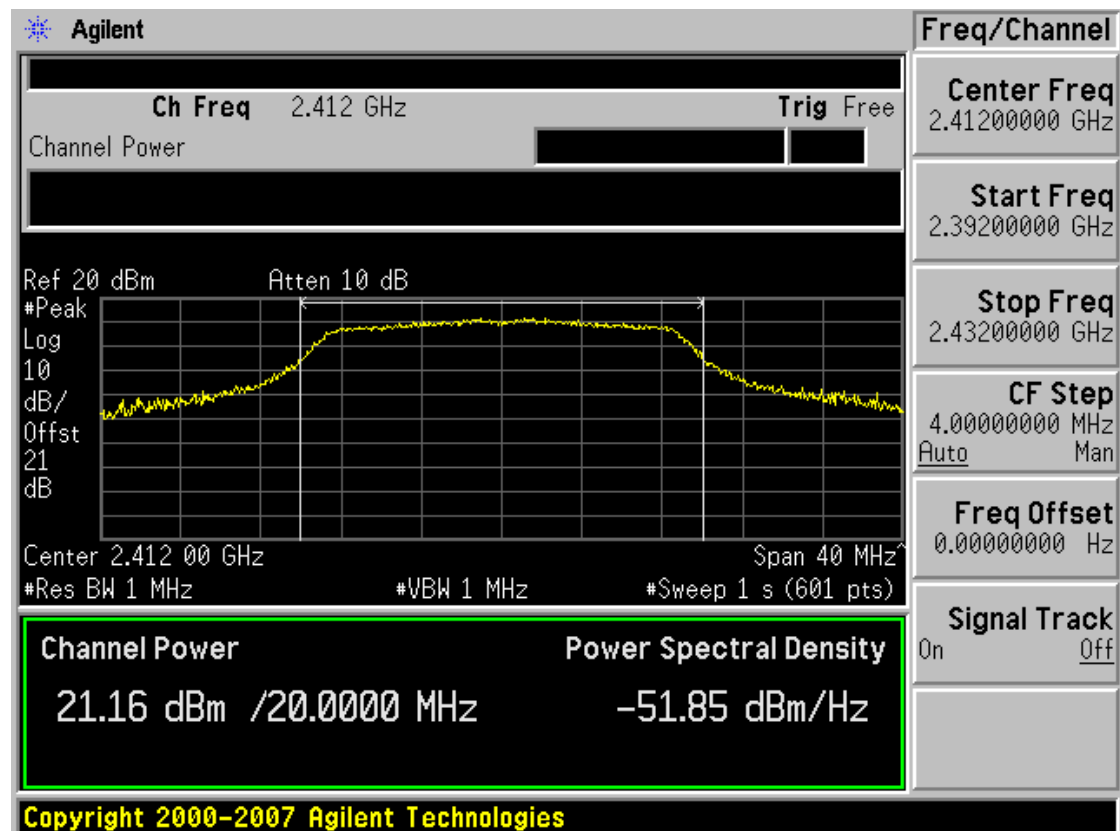 Agilent
Freq/Channel
Ch Freq 2.412 GHz
Trig Free
Channel Power
Center Freq
2.41200000 GHz
Start Freq
2.39200000 GHz
Stop Freq
2.43200000 GHz
CF Step
4.00000000 MHz
Auto Man
Freq Offset
0.00000000 Hz
Signal Track
On Off
Ref 20 dBm
Atten 10 dB
#Peak
Log
10
dB/
Offst
21
dB
Center 2.412 00 GHz
Span 40 MHz^
#Res BW 1 MHz
#VBW 1 MHz
#Sweep 1 s (601 pts)
Channel Power
Power Spectral Density
21.16 dBm /20.0000 MHz
-51.85 dBm/Hz
Copyright 2000-2007 Agilent Technologies